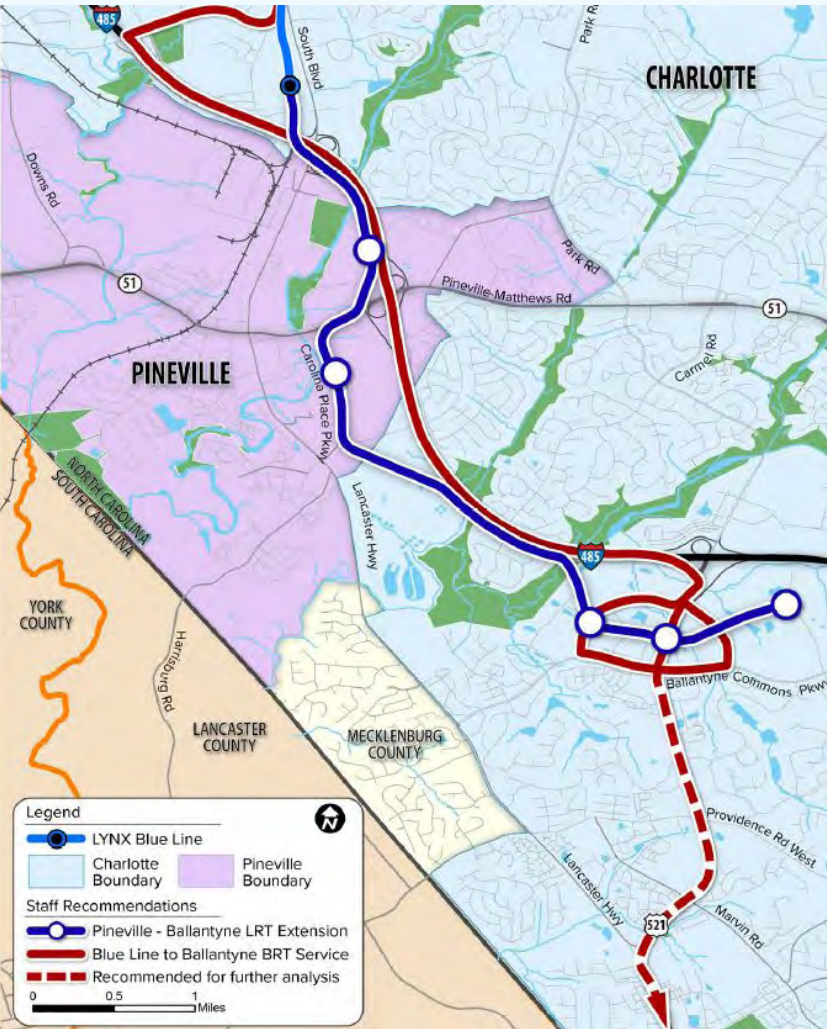 485
South Blvd
Park R
CHARLOTTE
Downs Rd
Park Rd
51
Pineville-Matthews Rd
51
PINEVILLE
Carolina Place Pkwy
Carmel Rd
NORTH CAROLINA
SOUTH CAROLINA
Lancaster Hwy
485
YORK
COUNTY
Harrisburg Rd
Ballantyne Commons Pkwy
LANCASTER
COUNTY
MECKLENBURG
COUNTY
Providence Rd West
Lancaster Hwy
Marvin Rd
521
Legend
N
LYNX Blue Line
Charlotte
Boundary
Pineville
Boundary
Staff Recommendations
Pineville - Ballantyne LRT Extension
Blue Line to Ballantyne BRT Service
Recommended for further analysis
0 0.5 1
Miles